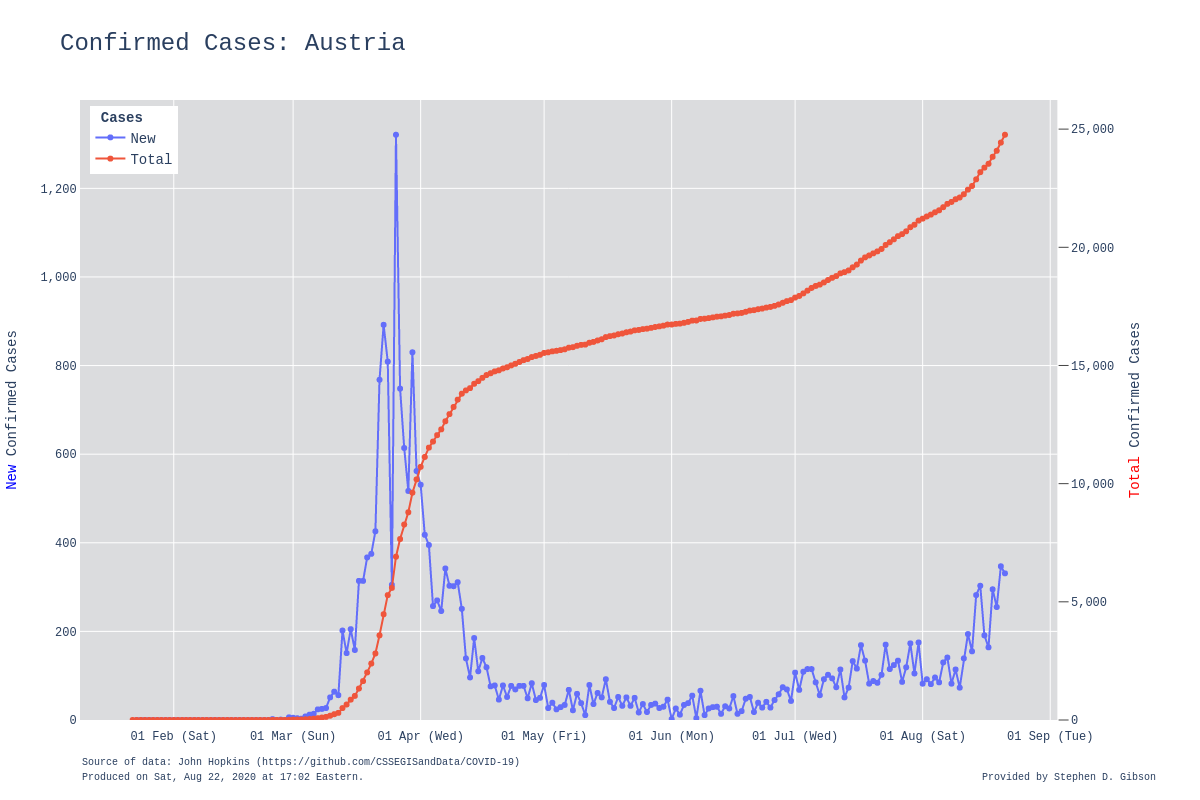 Confirmed Cases: Austria
Cases
New
Total
1,200
1,000
800
600
400
200
0
25,000
20,000
15,000
10,000
5,000
0
New Confirmed Cases
Total Confirmed Cases
01 Feb (Sat)
01 Mar (Sun)
01 Apr (Wed)
01 May (Fri)
01 Jun (Mon)
01 Jul (Wed)
01 Aug (Sat)
01 Sep (Tue)
Source of data: John Hopkins (https://github.com/CSSEGISandData/COVID-19)
Produced on Sat, Aug 22, 2020 at 17:02 Eastern.
Provided by Stephen D. Gibson